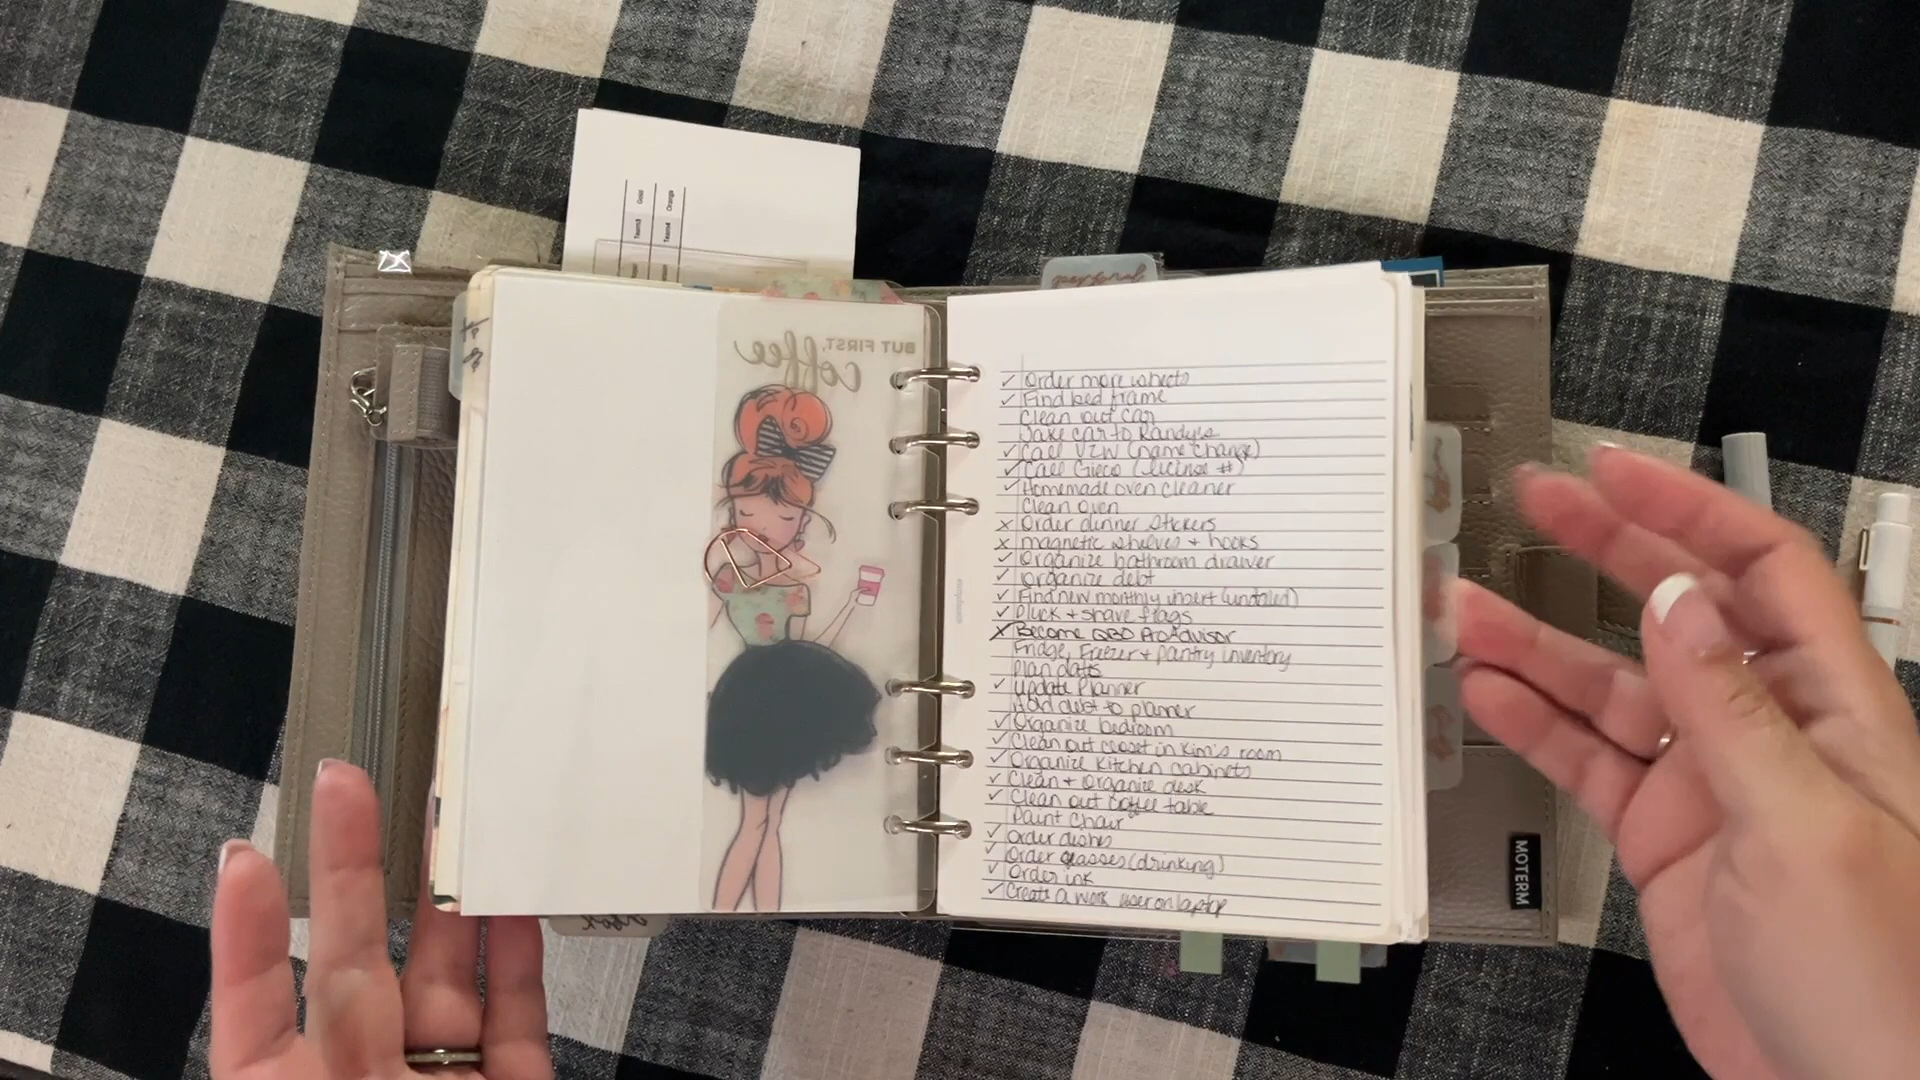 personal
BUT FIRST,
coffee
✓ Order more inserts
✓ Find bed frame
Clean out car
Take car to Randy's
✓ Call VZW (name change)
✓ Call Gieco (license #)
✓ Homemade oven cleaner
Clean oven
x Order dinner stickers
x magnetic shelves + hooks
✓ Organize bathroom drawer
✓ Organize debt
✓ Find new monthly insert (undated)
✓ Pluck + shave flags
x Become QBO ProAdvisor
Fridge, Freezer + pantry inventory
Plan dates
✓ Update Planner
Add debt to planner
✓ Organize bedroom
✓ Clean out closet in Kim's room
✓ Organize kitchen cabinets
✓ Clean + Organize desk
✓ Clean out coffee table
Paint Chair
✓ Order dishes
✓ Order glasses (drinking)
✓ Order ink
✓ Create a work user on laptop
MOTERM